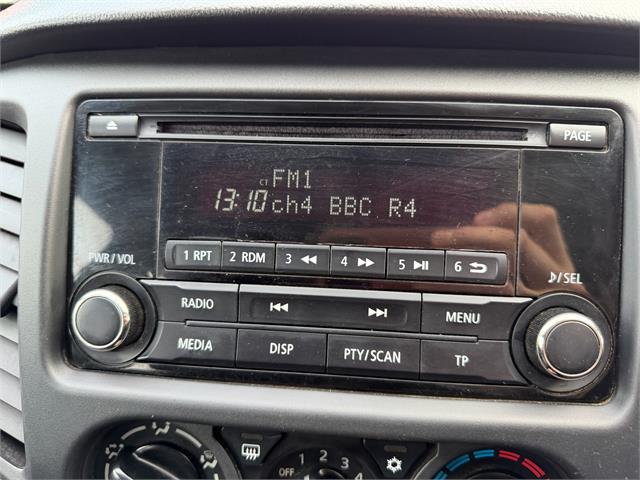 PAGE
CT FM1
13:10 ch4 BBC R4
1 RPT 2 RDM 3 4 5 6
PWR/VOL
♪/SEL
RADIO MENU
MEDIA DISP PTY/SCAN TP
OFF 1 2 3 4